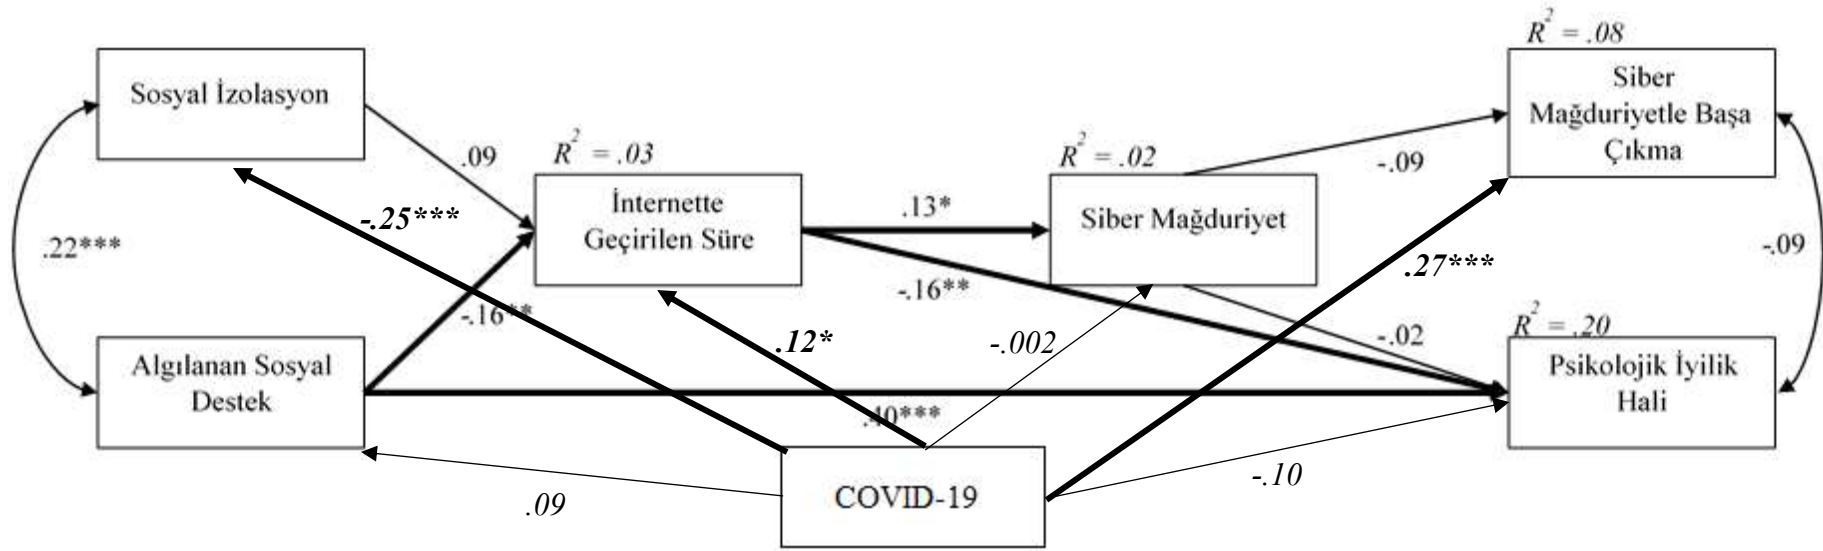 R² = .08
Sosyal İzolasyon
Siber
Mağduriyetle Başa
Çıkma
.09
R² = .03
R² = .02
-.09
İnternette
Geçirilen Süre
-.25***
.13*
Siber Mağduriyet
.22***
.27***
-.09
-.16**
-.16**
.12*
-.002
-.02
R² = .20
Algılanan Sosyal
Destek
Psikolojik İyilik
Hali
.40***
.09
COVID-19
-.10